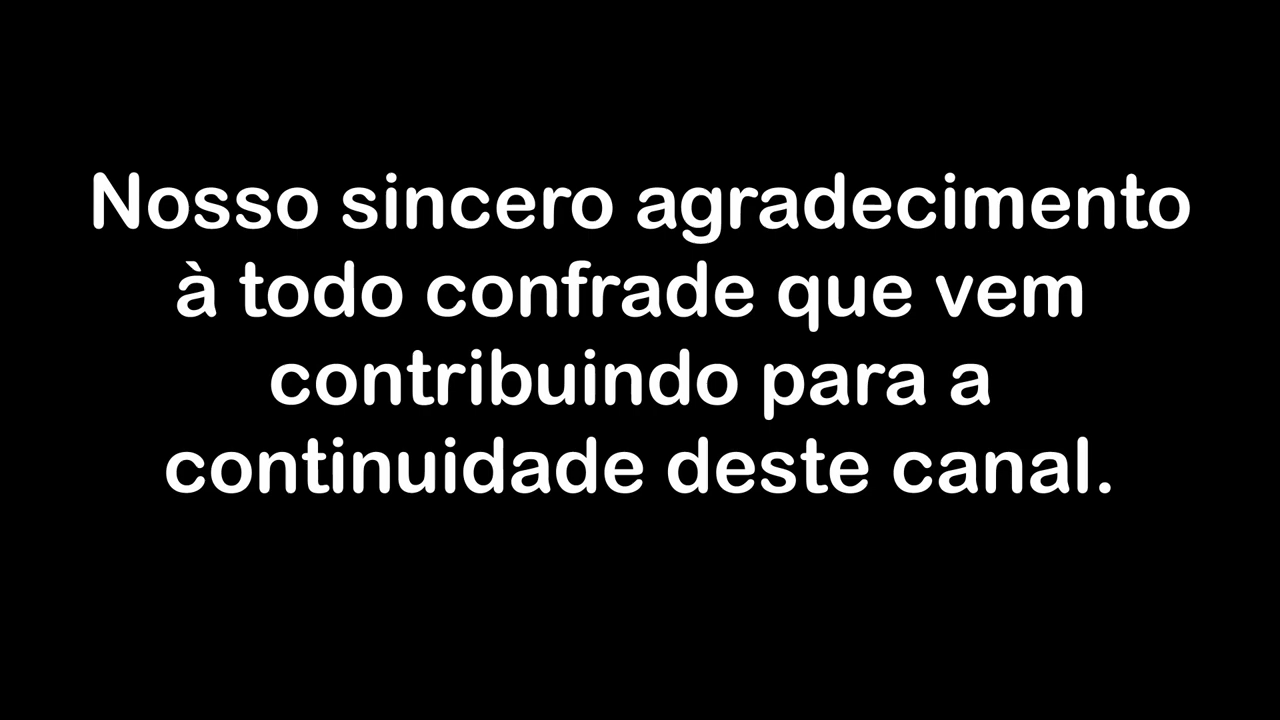 Nosso sincero agradecimento
à todo confrade que vem
contribuindo para a
continuidade deste canal.